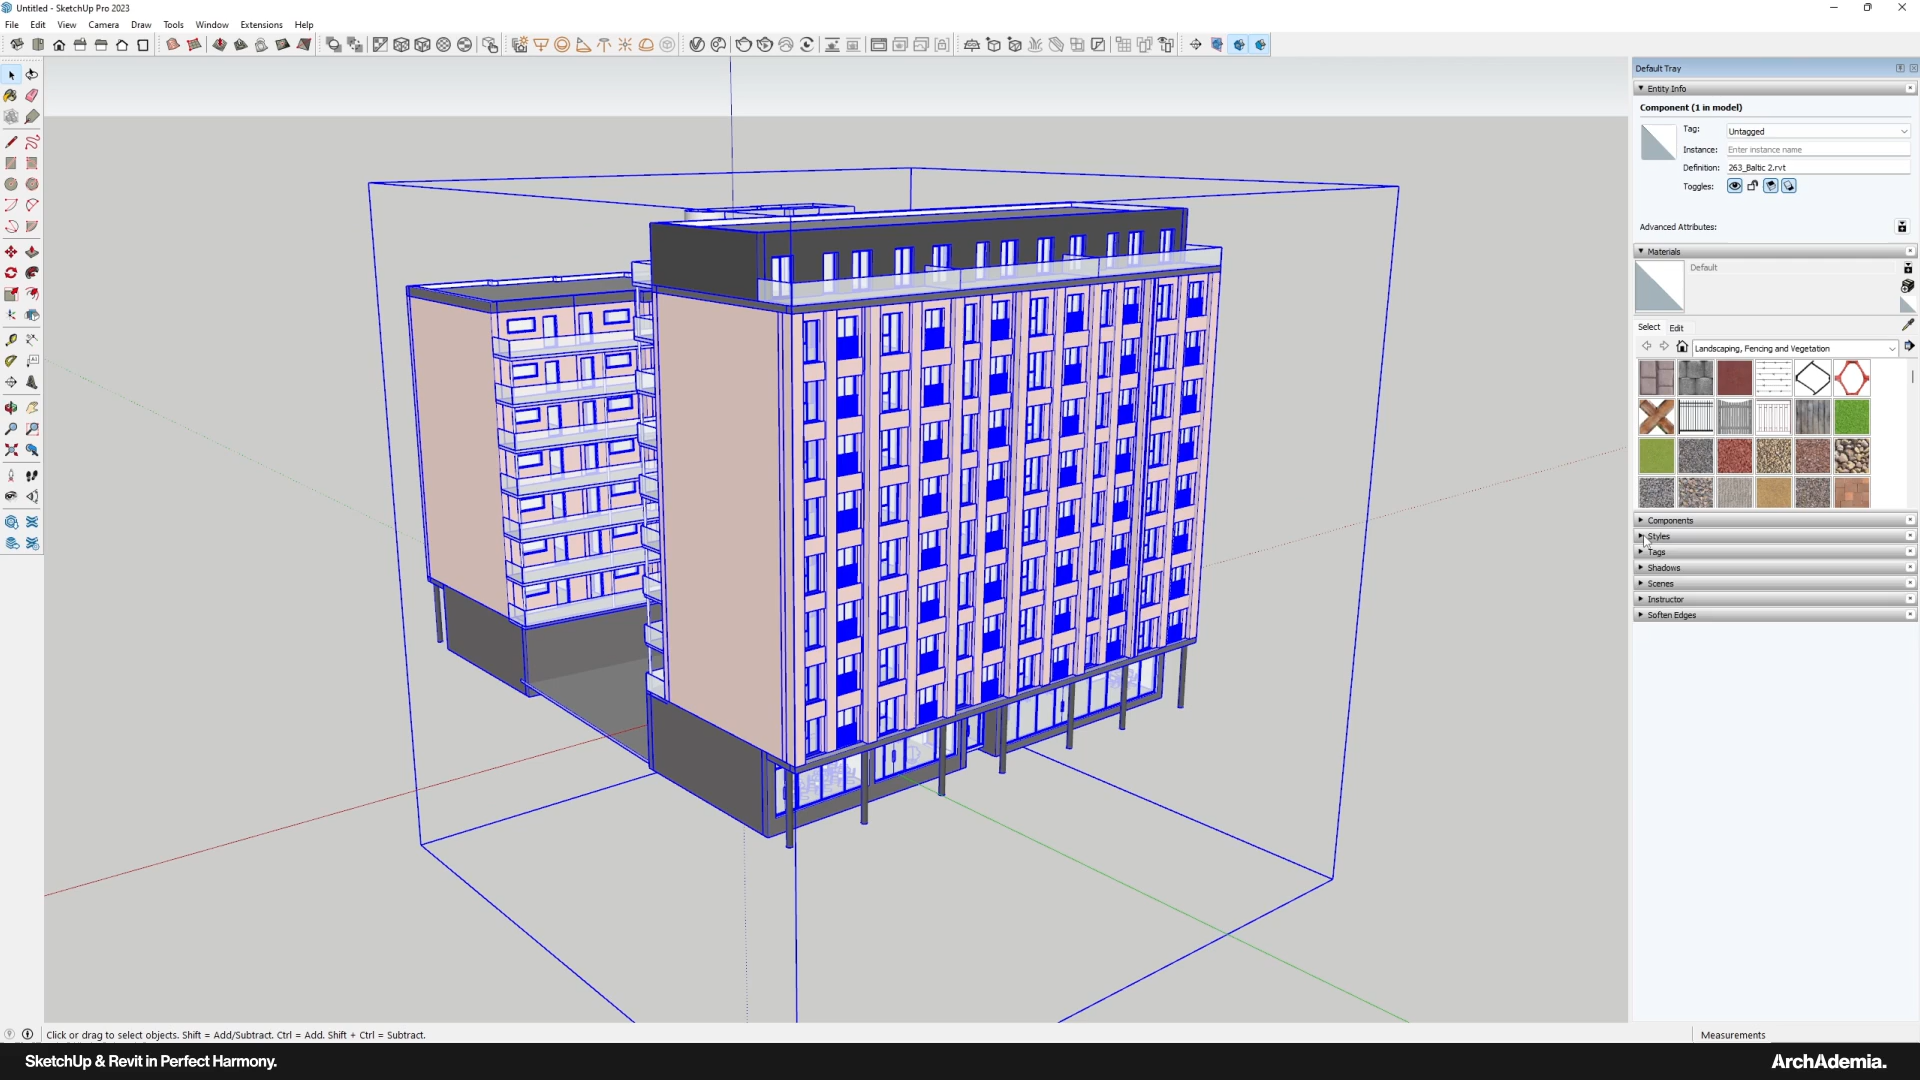 Untitled - SketchUp Pro 2023
File Edit View Camera Draw Tools Window Extensions Help
Default Tray
Entity Info
Component (1 in model)
Tag: Untagged
Instance: Enter instance name
Definition: 263_Baltic 2.rvt
Toggles:
Advanced Attributes:
Materials
Default
Select Edit
Landscaping, Fencing and Vegetation
Components
Styles
Tags
Shadows
Scenes
Instructor
Soften Edges
Click or drag to select objects. Shift = Add/Subtract. Ctrl = Add. Shift + Ctrl = Subtract.
Measurements
SketchUp & Revit in Perfect Harmony.
ArchAdemia.